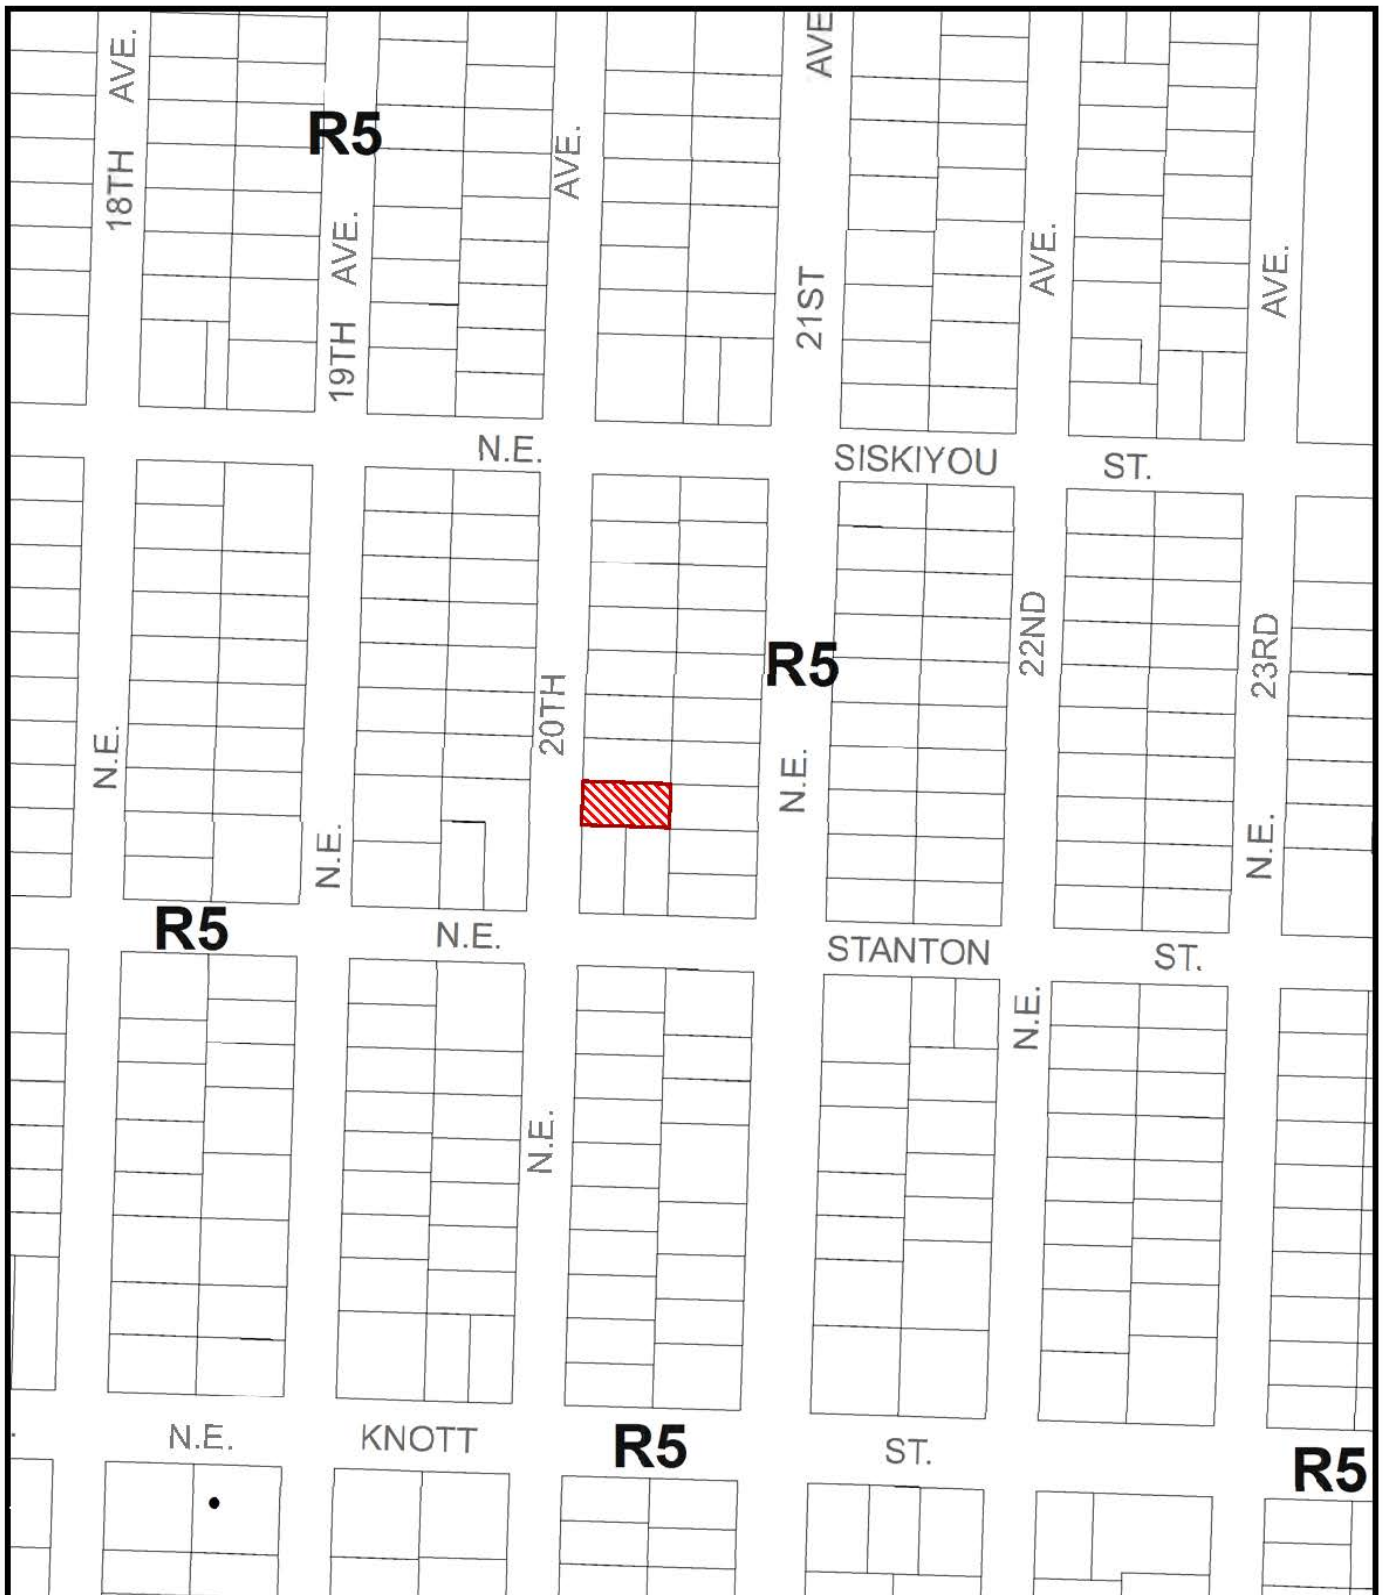 AVE.
AVE
R5
18TH
AVE.
AVE.
AVE.
AVE.
21ST
19TH
N.E.
SISKIYOU
ST.
22ND
23RD
R5
20TH
N.E.
N.E.
N.E.
N.E.
R5
N.E.
STANTON
ST.
N.E.
N.E.
N.E.
KNOTT
R5
ST.
R5